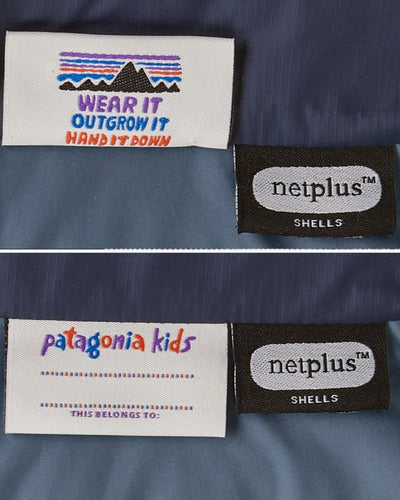 WEAR IT
OUTGROW IT
HAND IT DOWN
netplus™
SHELLS
patagonia kids
THIS BELONGS TO:
netplus™
SHELLS